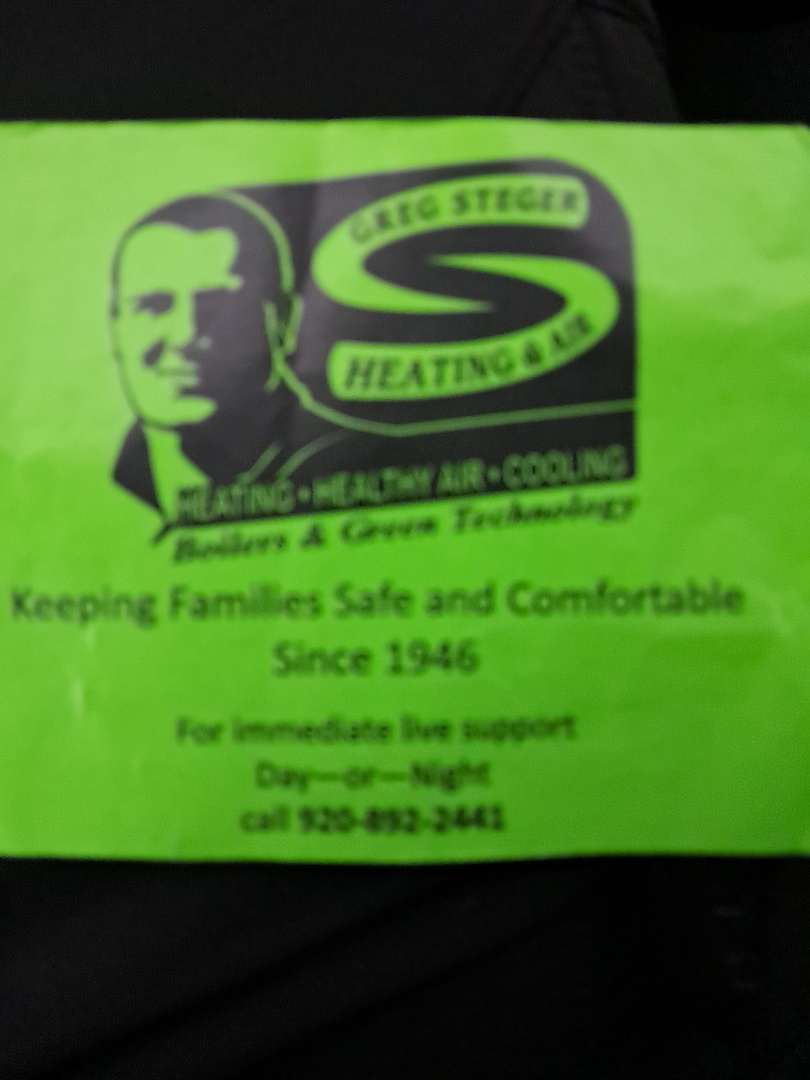 GREG STEGER
HEATING & AIR
HEATING • HEALTHY AIR • COOLING
Boilers & Green Technology
Keeping Families Safe and Comfortable
Since 1946
For immediate live support
Day—or—Night
call 920-892-2441